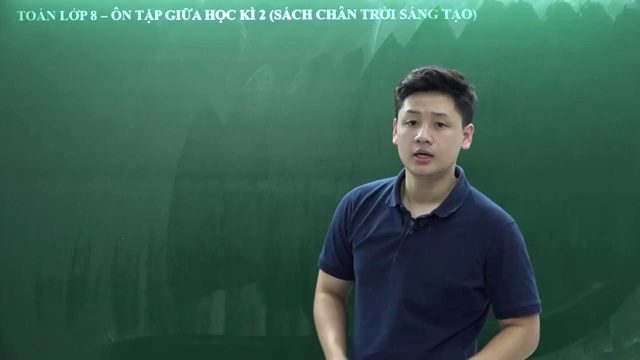 TOÁN LỚP 8 – ÔN TẬP GIỮA HỌC KÌ 2 (SÁCH CHÂN TRỜI SÁNG TẠO)